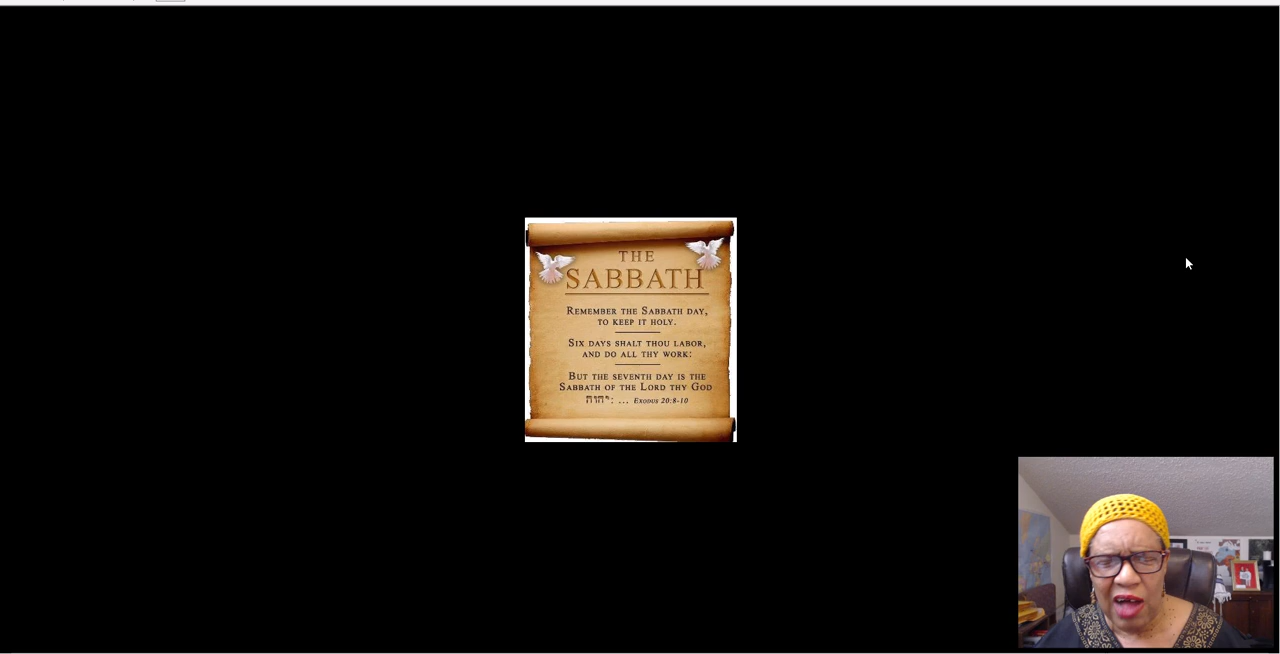 THE
SABBATH
REMEMBER THE SABBATH DAY,
TO KEEP IT HOLY.
SIX DAYS SHALT THOU LABOR,
AND DO ALL THY WORK:
BUT THE SEVENTH DAY IS THE
SABBATH OF THE LORD THY GOD
יהוה: ... EXODUS 20:8-10